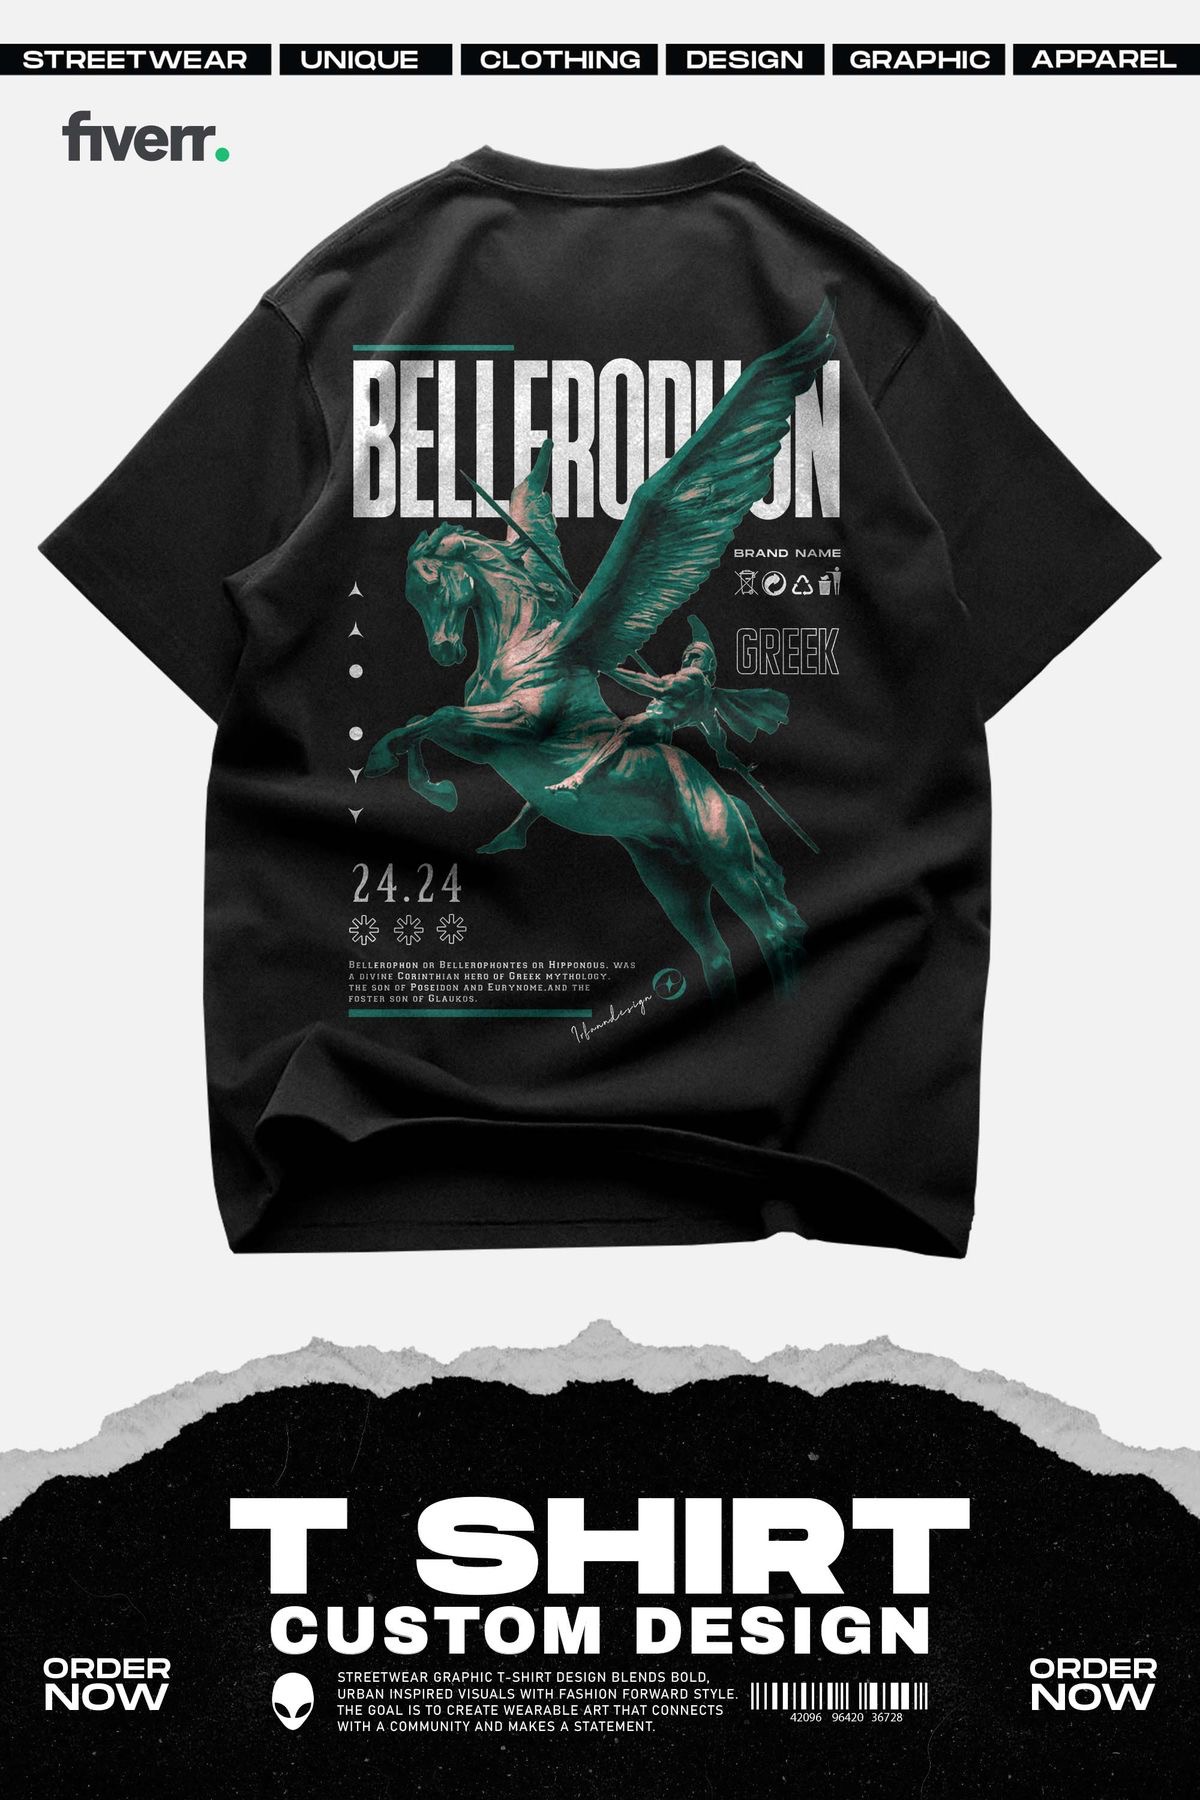 STREETWEAR UNIQUE CLOTHING DESIGN GRAPHIC APPAREL
fiverr.
BELLEROPHON
BRAND NAME
GREEK
24.24
BELLEROPHON OR BELLEROPHONTES OR HIPPONOUS. WAS
A DIVINE CORINTHIAN HERO OF GREEK MYTHOLOGY.
THE SON OF POSEIDON AND EURYNOME.AND THE
FOSTER SON OF GLAUKOS.
Irfanndesign
T SHIRT
CUSTOM DESIGN
ORDER
NOW
STREETWEAR GRAPHIC T-SHIRT DESIGN BLENDS BOLD,
URBAN INSPIRED VISUALS WITH FASHION FORWARD STYLE.
THE GOAL IS TO CREATE WEARABLE ART THAT CONNECTS
WITH A COMMUNITY AND MAKES A STATEMENT.
42096 96420 36728
ORDER
NOW